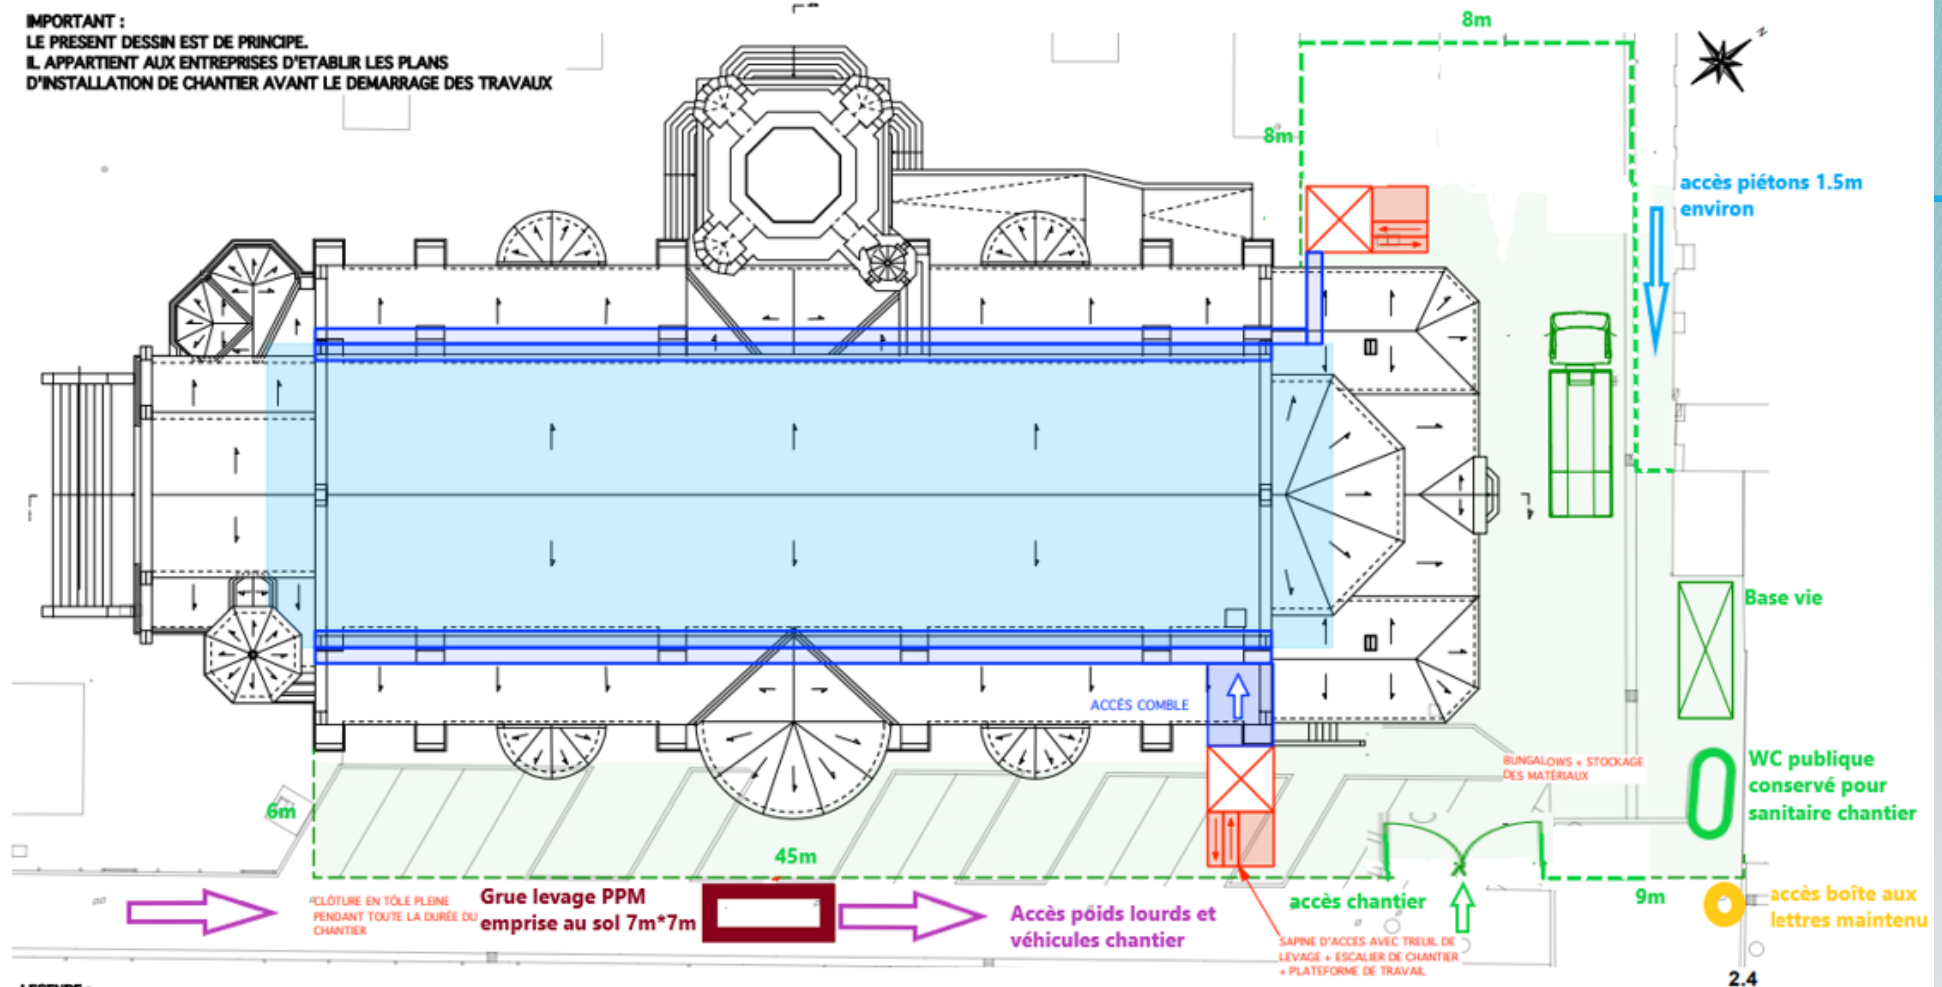 IMPORTANT :
LE PRESENT DESSIN EST DE PRINCIPE.
IL APPARTIENT AUX ENTREPRISES D'ETABLIR LES PLANS
D'INSTALLATION DE CHANTIER AVANT LE DEMARRAGE DES TRAVAUX
8m
N
8m
accès piétons 1.5m
environ
Base vie
ACCÉS COMBLE
BUNGALOWS + STOCKAGE
DES MATÉRIAUX
WC publique
conservé pour
sanitaire chantier
6m
45m
CLÔTURE EN TÔLE PLEINE
PENDANT TOUTE LA DURÉE DU
CHANTIER
Grue levage PPM
emprise au sol 7m*7m
Accès poids lourds et
véhicules chantier
accès chantier
9m
accès boîte aux
lettres maintenu
SAPINE D'ACCES AVEC TREUIL DE
LEVAGE + ESCALIER DE CHANTIER
+ PLATEFORME DE TRAVAIL
2.4